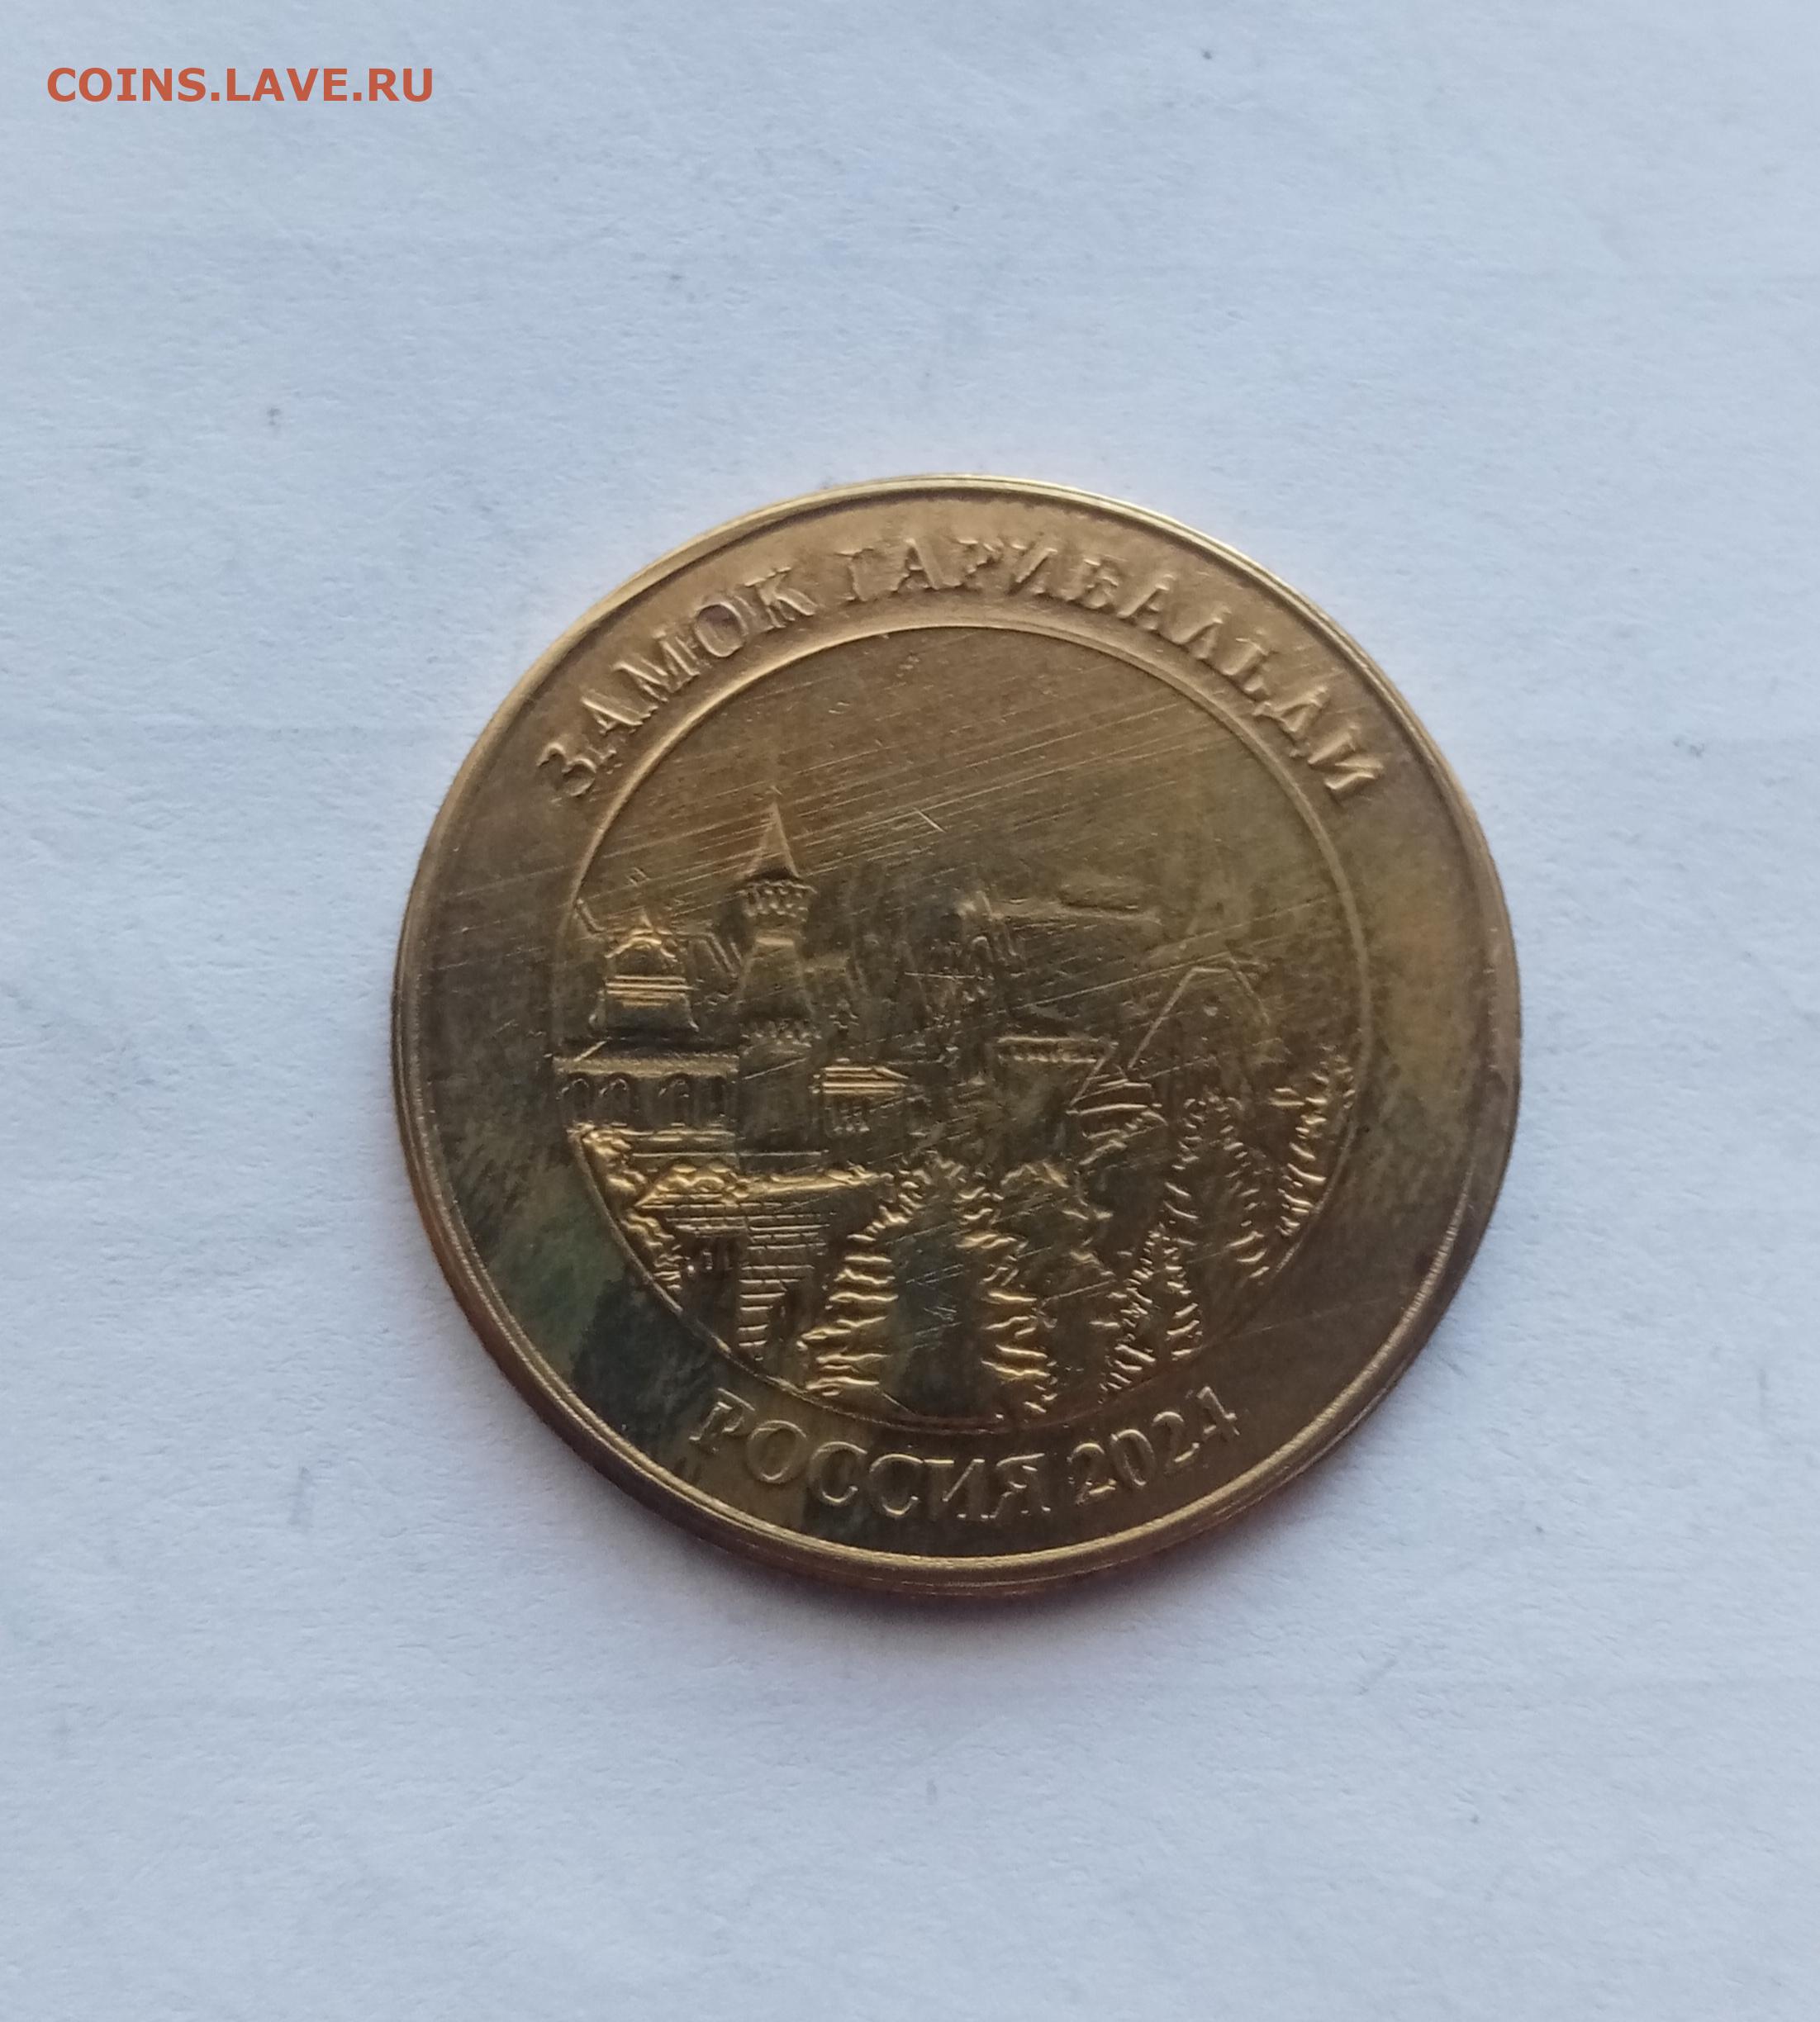 COINS.LAVE.RU
ЗАМОК ГАРИБАЛЬДИ
РОССИЯ 2024